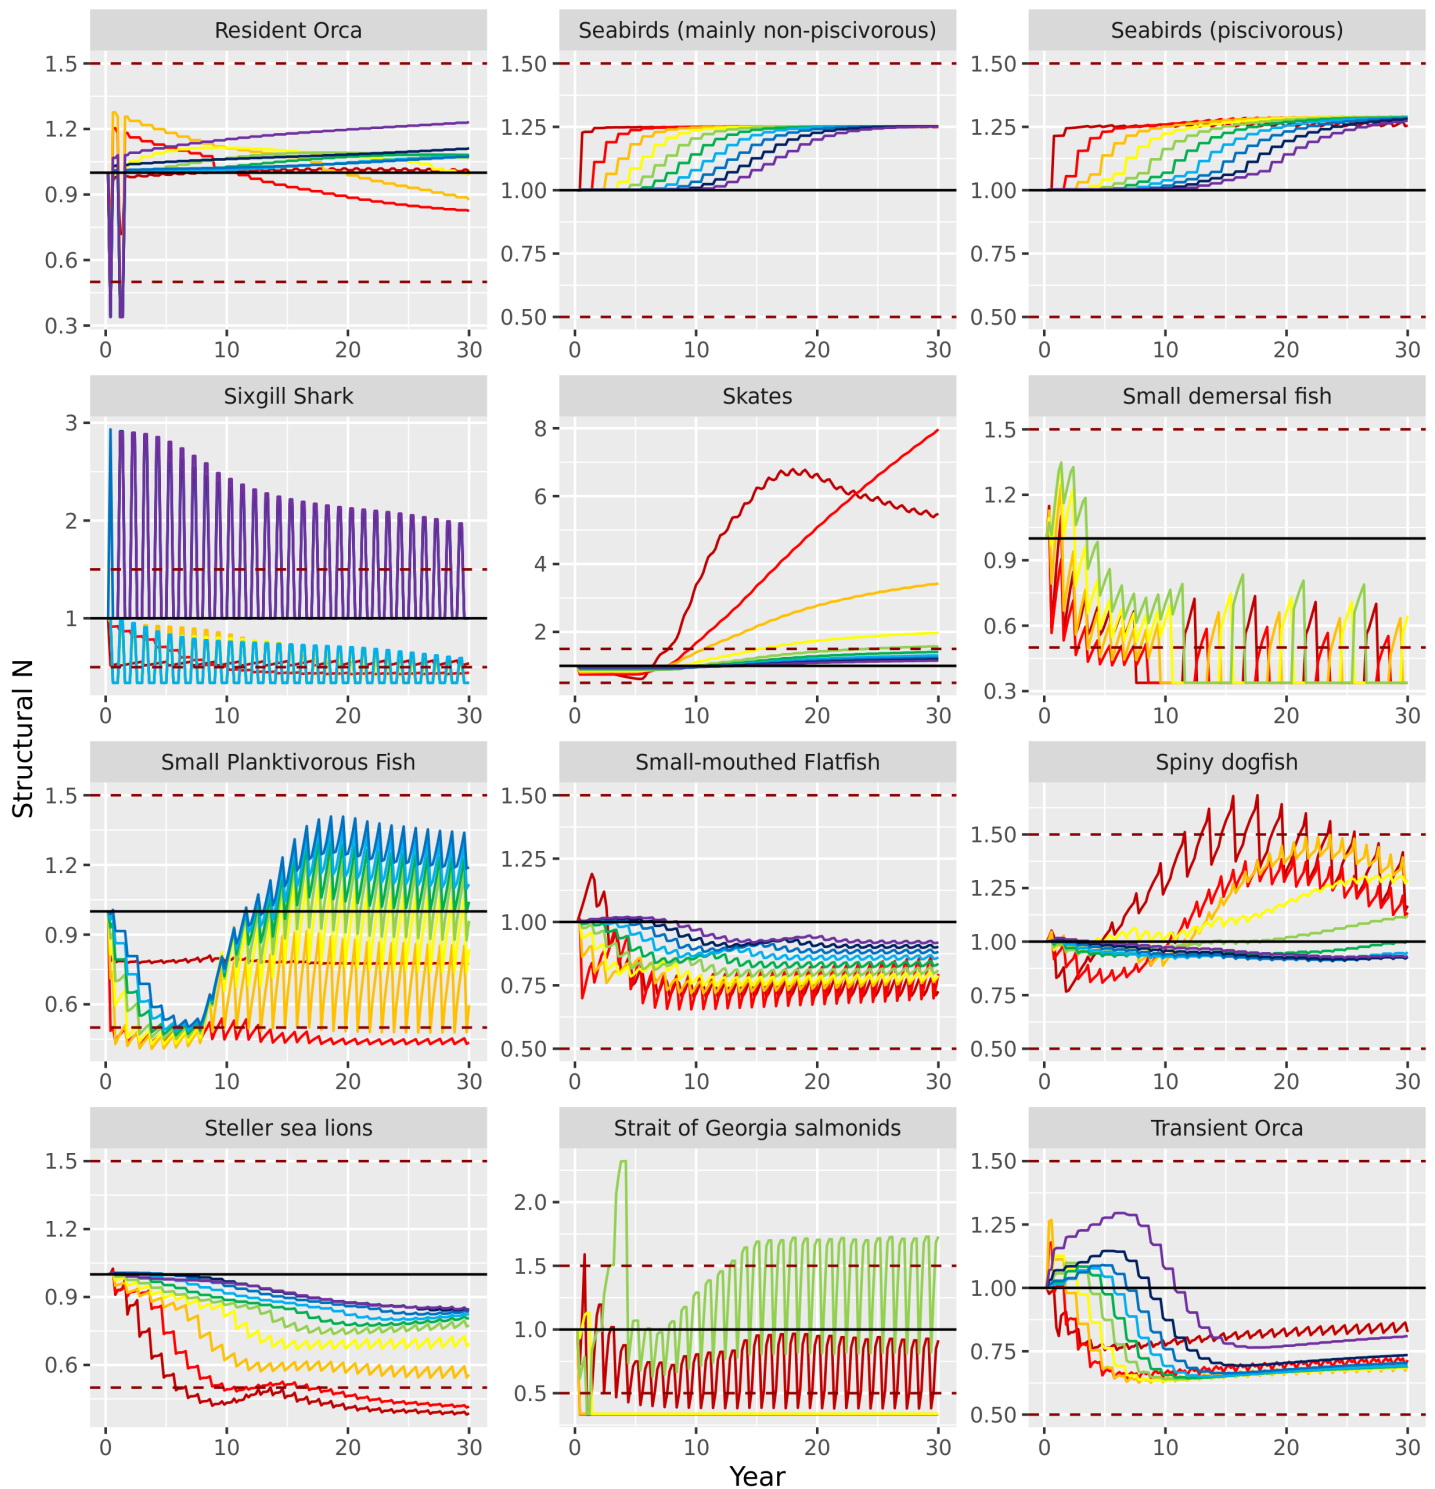 Resident Orca
Seabirds (mainly non-piscivorous)
Seabirds (piscivorous)
1.5
1.2
0.9
0.6
0.3
0 10 20 30
1.50
1.25
1.00
0.75
0.50
0 10 20 30
1.50
1.25
1.00
0.75
0.50
0 10 20 30
Sixgill Shark
Skates
Small demersal fish
3
2
1
0 10 20 30
8
6
4
2
0 10 20 30
1.5
1.2
0.9
0.6
0.3
0 10 20 30
Structural N
Small Planktivorous Fish
Small-mouthed Flatfish
Spiny dogfish
1.5
1.2
0.9
0.6
0 10 20 30
1.50
1.25
1.00
0.75
0.50
0 10 20 30
1.50
1.25
1.00
0.75
0.50
0 10 20 30
Steller sea lions
Strait of Georgia salmonids
Transient Orca
1.5
1.2
0.9
0.6
0 10 20 30
2.0
1.5
1.0
0.5
0 10 20 30
1.50
1.25
1.00
0.75
0.50
0 10 20 30
Year